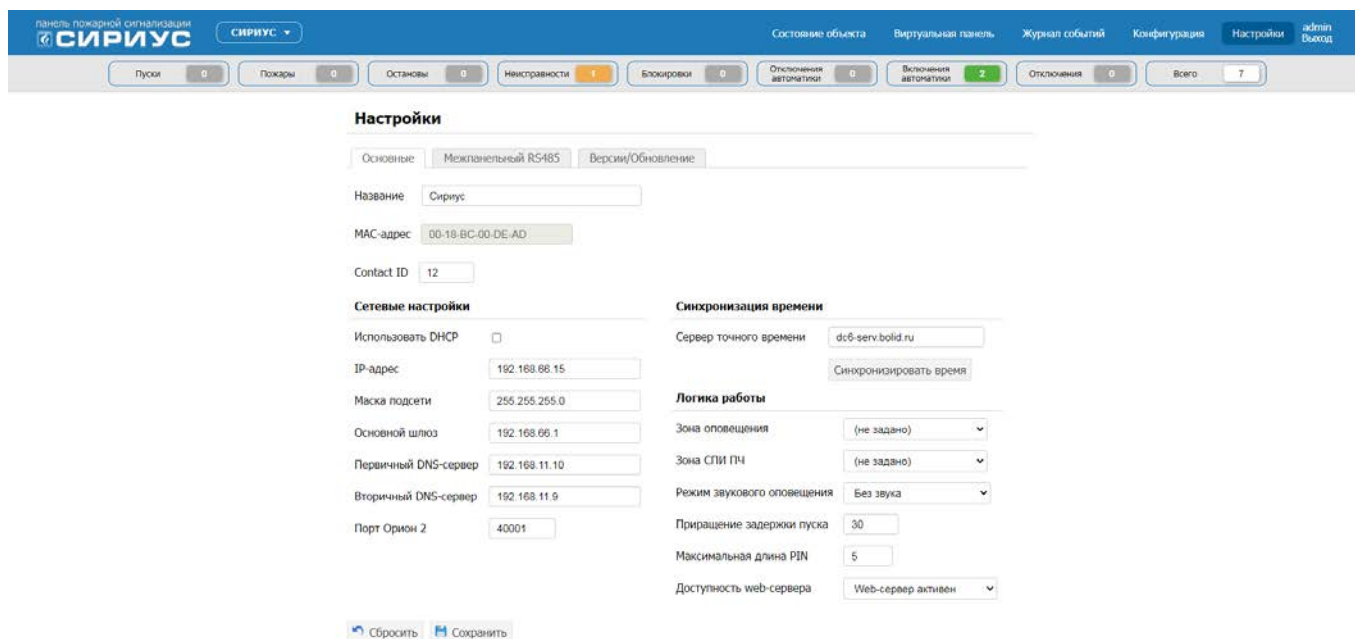 панель пожарной сигнализации
СИРИУС
СИРИУС
Состояние объекта Виртуальная панель Журнал событий Конфигурация Настройки admin
Выход
Пуски 0 Пожары 0 Остановы 0 Неисправности 1 Блокировки 0 Отключения автоматики 0 Включения автоматики 2 Отключения 0 Всего 7
Настройки
Основные Межпанельный RS485 Версии/Обновление
Название Сириус
MAC-адрес 00-18-BC-00-DE-AD
Contact ID 12
Сетевые настройки
Использовать DHCP
IP-адрес 192.168.66.15
Маска подсети 255.255.255.0
Основной шлюз 192.168.66.1
Первичный DNS-сервер 192.168.11.10
Вторичный DNS-сервер 192.168.11.9
Порт Орион 2 40001
Синхронизация времени
Сервер точного времени dc6-serv.bolid.ru
Синхронизировать время
Логика работы
Зона оповещения (не задано)
Зона СПИ ПЧ (не задано)
Режим звукового оповещения Без звука
Приращение задержки пуска 30
Максимальная длина PIN 5
Доступность web-сервера Web-сервер активен
Сбросить Сохранить